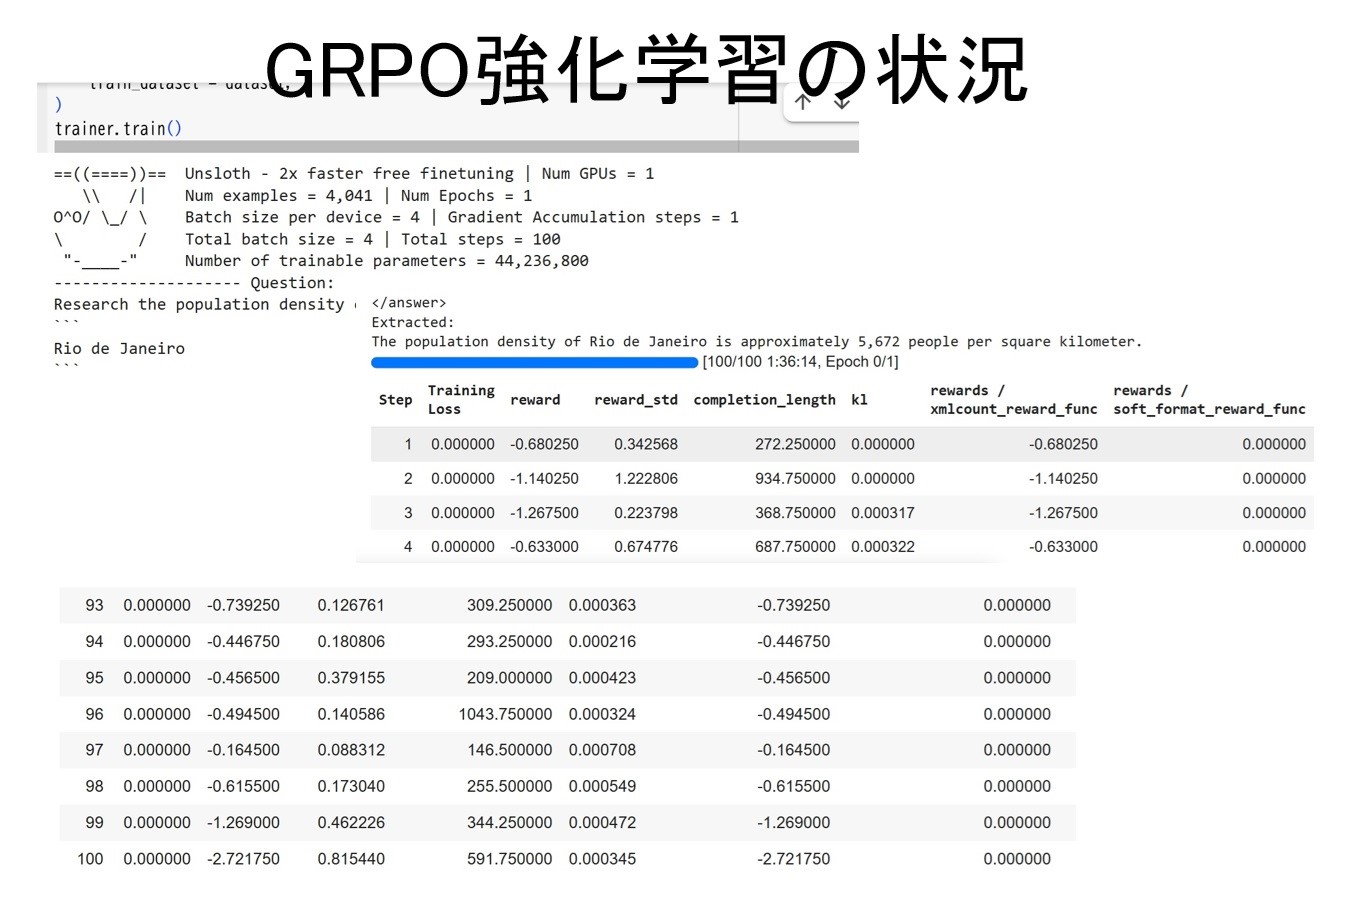 GRPO強化学習の状況
train_dataset = dataset,
)
trainer.train()
==((====))==  Unsloth - 2x faster free finetuning | Num GPUs = 1
   \\   /|    Num examples = 4,041 | Num Epochs = 1
O^O/ \_/ \    Batch size per device = 4 | Gradient Accumulation steps = 1
\        /    Total batch size = 4 | Total steps = 100
 "-____-"     Number of trainable parameters = 44,236,800
-------------------- Question:
Research the population density
```
Rio de Janeiro
```
</answer>
Extracted:
The population density of Rio de Janeiro is approximately 5,672 people per square kilometer.
[100/100 1:36:14, Epoch 0/1]
Step Training Loss reward reward_std completion_length kl rewards / xmlcount_reward_func rewards / soft_format_reward_func
1 0.000000 -0.680250 0.342568 272.250000 0.000000 -0.680250 0.000000
2 0.000000 -1.140250 1.222806 934.750000 0.000000 -1.140250 0.000000
3 0.000000 -1.267500 0.223798 368.750000 0.000317 -1.267500 0.000000
4 0.000000 -0.633000 0.674776 687.750000 0.000322 -0.633000 0.000000
93 0.000000 -0.739250 0.126761 309.250000 0.000363 -0.739250 0.000000
94 0.000000 -0.446750 0.180806 293.250000 0.000216 -0.446750 0.000000
95 0.000000 -0.456500 0.379155 209.000000 0.000423 -0.456500 0.000000
96 0.000000 -0.494500 0.140586 1043.750000 0.000324 -0.494500 0.000000
97 0.000000 -0.164500 0.088312 146.500000 0.000708 -0.164500 0.000000
98 0.000000 -0.615500 0.173040 255.500000 0.000549 -0.615500 0.000000
99 0.000000 -1.269000 0.462226 344.250000 0.000472 -1.269000 0.000000
100 0.000000 -2.721750 0.815440 591.750000 0.000345 -2.721750 0.000000